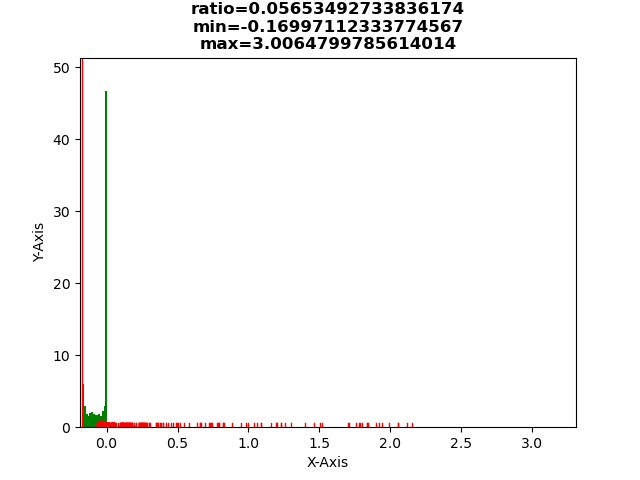 ratio=0.05653492733836174
min=-0.16997112333774567
max=3.0064799785614014
50
40
30
20
10
0
Y-Axis
0.0 0.5 1.0 1.5 2.0 2.5 3.0
X-Axis